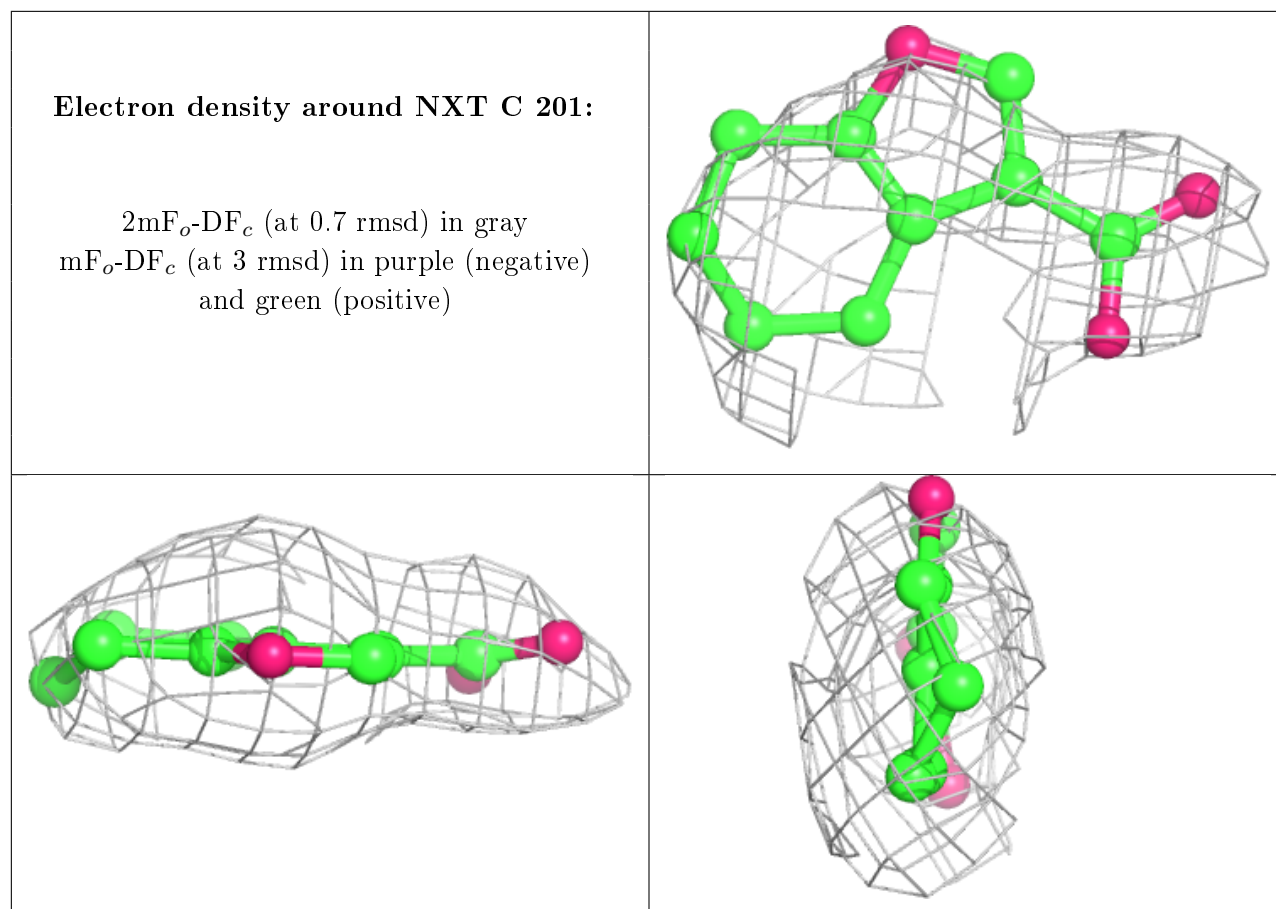 Electron density around NXT C 201:
2mFo-DFc (at 0.7 rmsd) in gray
mFo-DFc (at 3 rmsd) in purple (negative)
and green (positive)